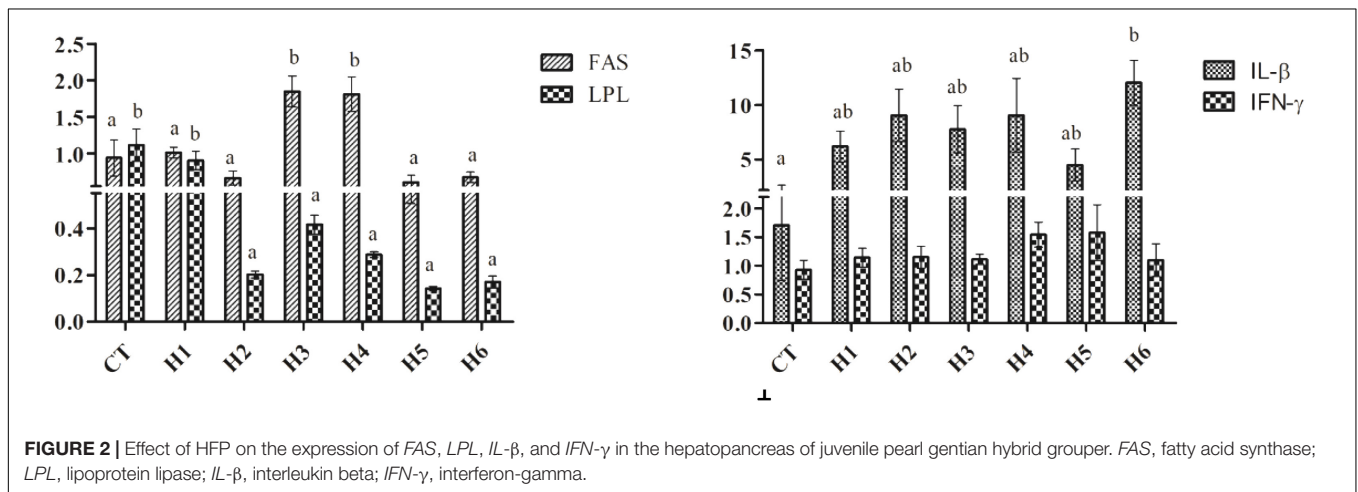 2.5
2.0
1.5
1.0
0.4
0.2
0.0
a b a b a b a b a a a a a a
CT H1 H2 H3 H4 H5 H6
FAS
LPL
15
10
5
2.0
1.5
1.0
0.5
0.0
a ab ab ab ab ab b
CT H1 H2 H3 H4 H5 H6
IL-β
IFN-γ
FIGURE 2 | Effect of HFP on the expression of FAS, LPL, IL-β, and IFN-γ in the hepatopancreas of juvenile pearl gentian hybrid grouper. FAS, fatty acid synthase;
LPL, lipoprotein lipase; IL-β, interleukin beta; IFN-γ, interferon-gamma.